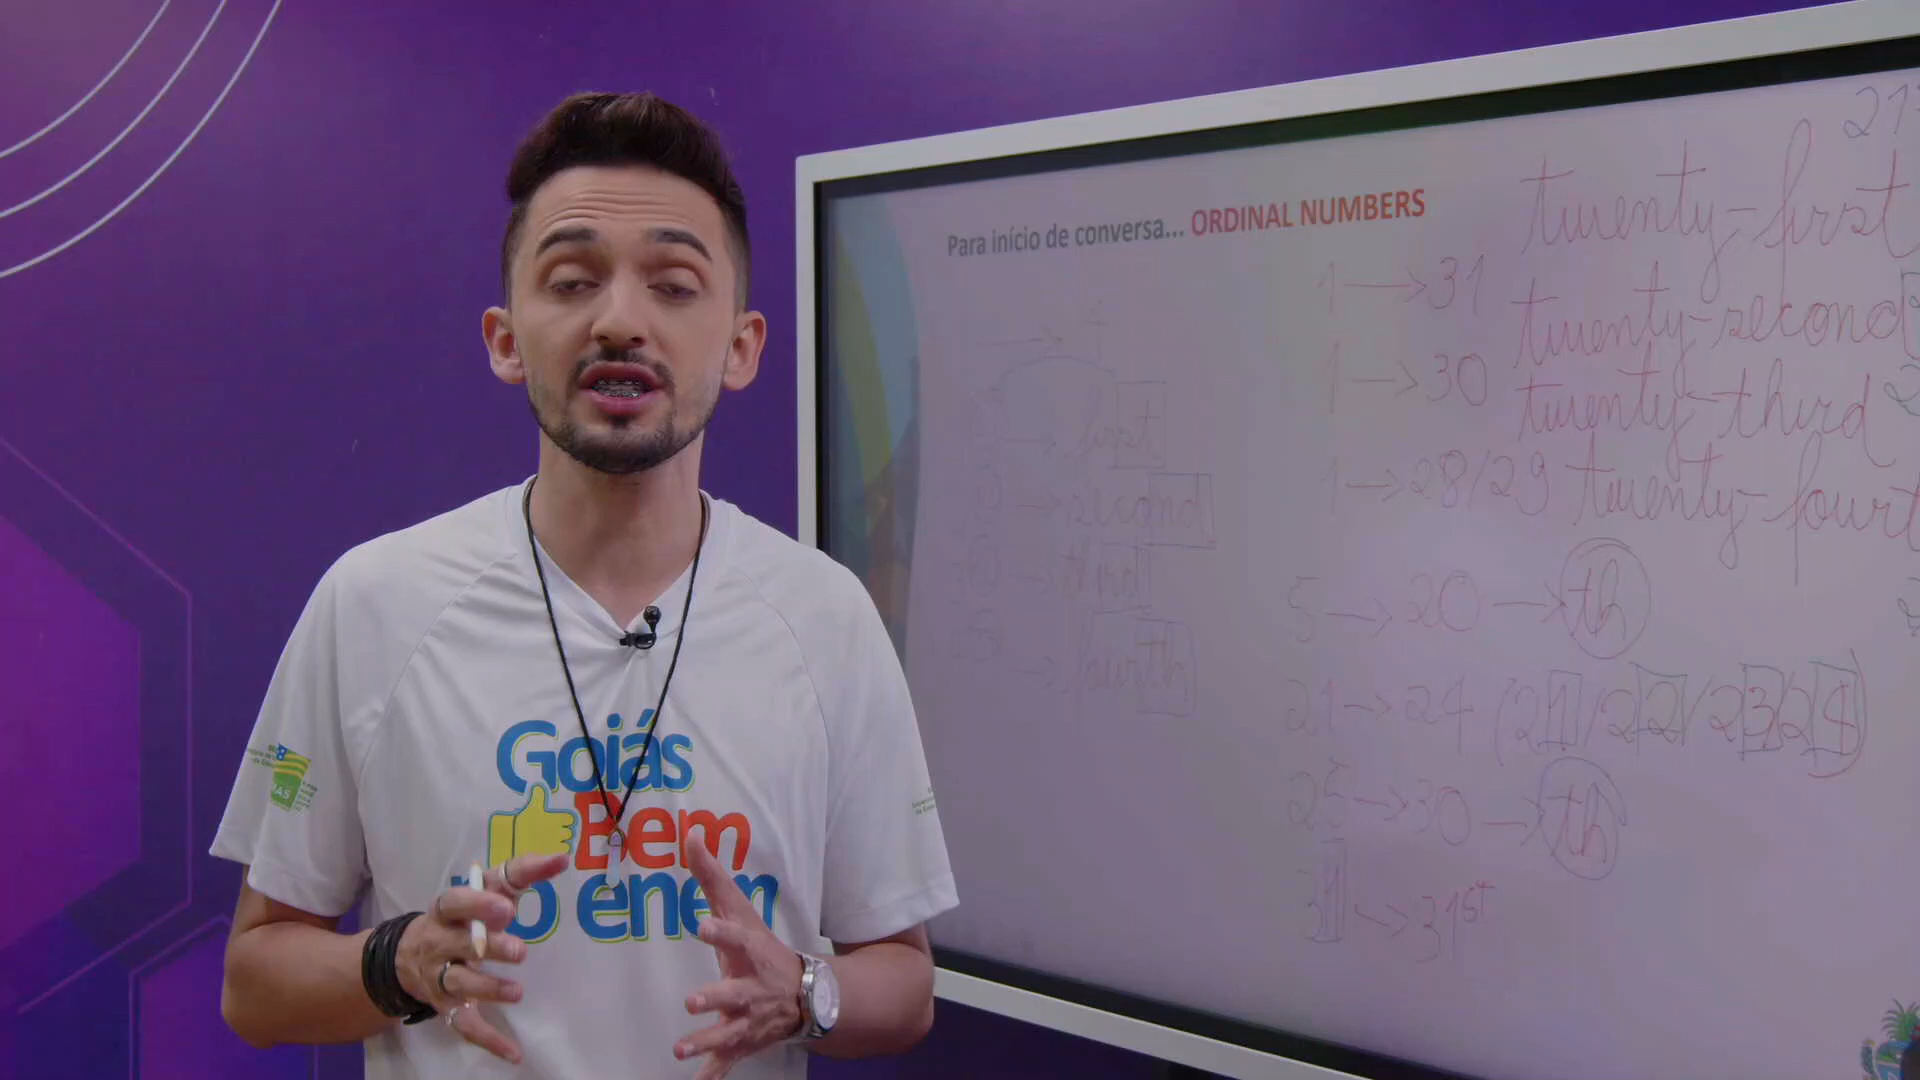 Para início de conversa... ORDINAL NUMBERS
twenty-first
1 → 31
twenty-second
1 → 30
twenty-third
1 → 28/29 twenty-fourt
→ first
→ second
→ third
→ fourth
5 → 20 → th
21 → 24 (21/22/23/24)
25 → 30 → th
31 → 31st
Goiás
Bem
no enem